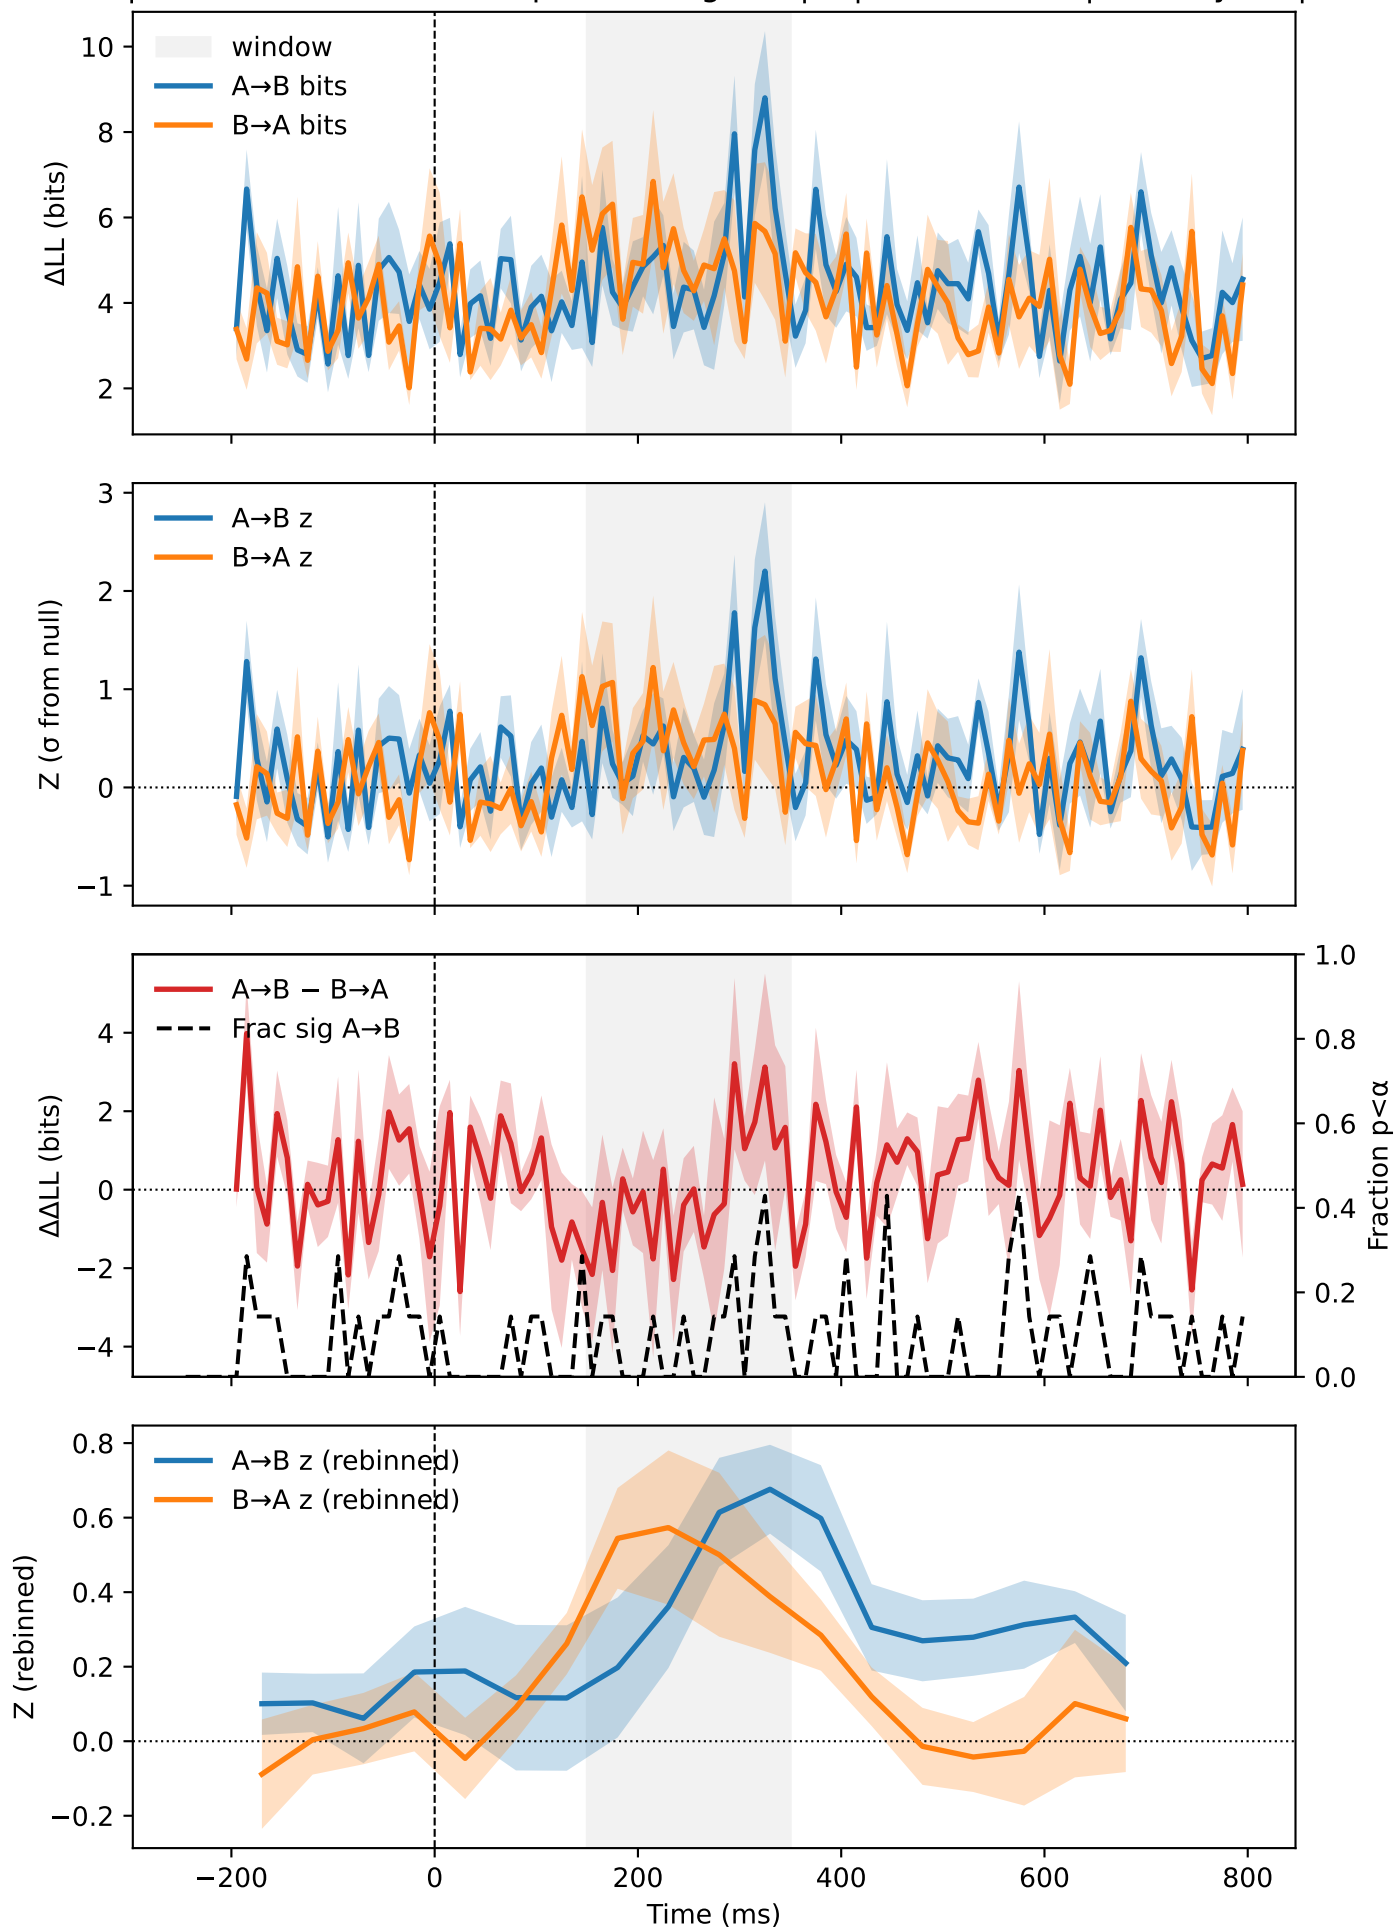 window
A→B bits
B→A bits
ΔLL (bits)
10
8
6
4
2
A→B z
B→A z
Z (σ from null)
3
2
1
0
−1
A→B − B→A
Frac sig A→B
ΔΔLL (bits)
4
2
0
−2
−4
1.0
0.8
0.6
0.4
0.2
0.0
Fraction p<α
A→B z (rebinned)
B→A z (rebinned)
Z (rebinned)
0.8
0.6
0.4
0.2
0.0
−0.2
−200 0 200 400 600 800
Time (ms)